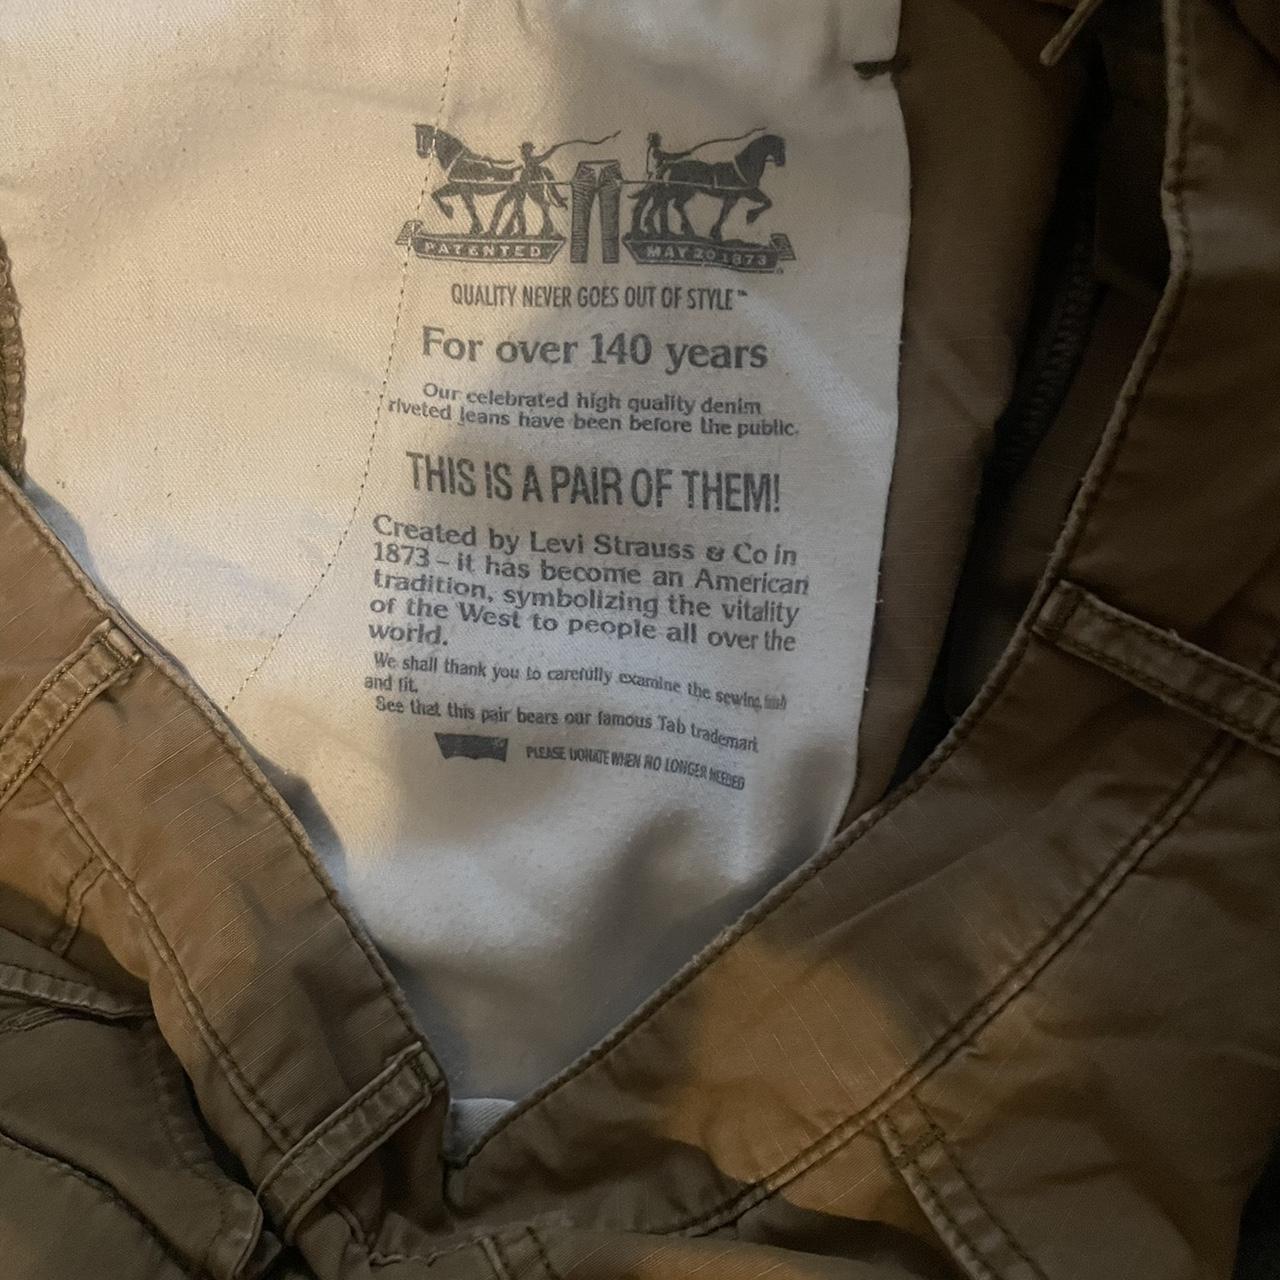 PATENTED MAY 20 1873
QUALITY NEVER GOES OUT OF STYLE™
For over 140 years
Our celebrated high quality denim
riveted jeans have been before the public.
THIS IS A PAIR OF THEM!
Created by Levi Strauss & Co in
1873 – it has become an American
tradition, symbolizing the vitality
of the West to people all over the
world.
We shall thank you to carefully examine the sewing, finish
and fit.
See that this pair bears our famous Tab trademark
PLEASE DONATE WHEN NO LONGER NEEDED